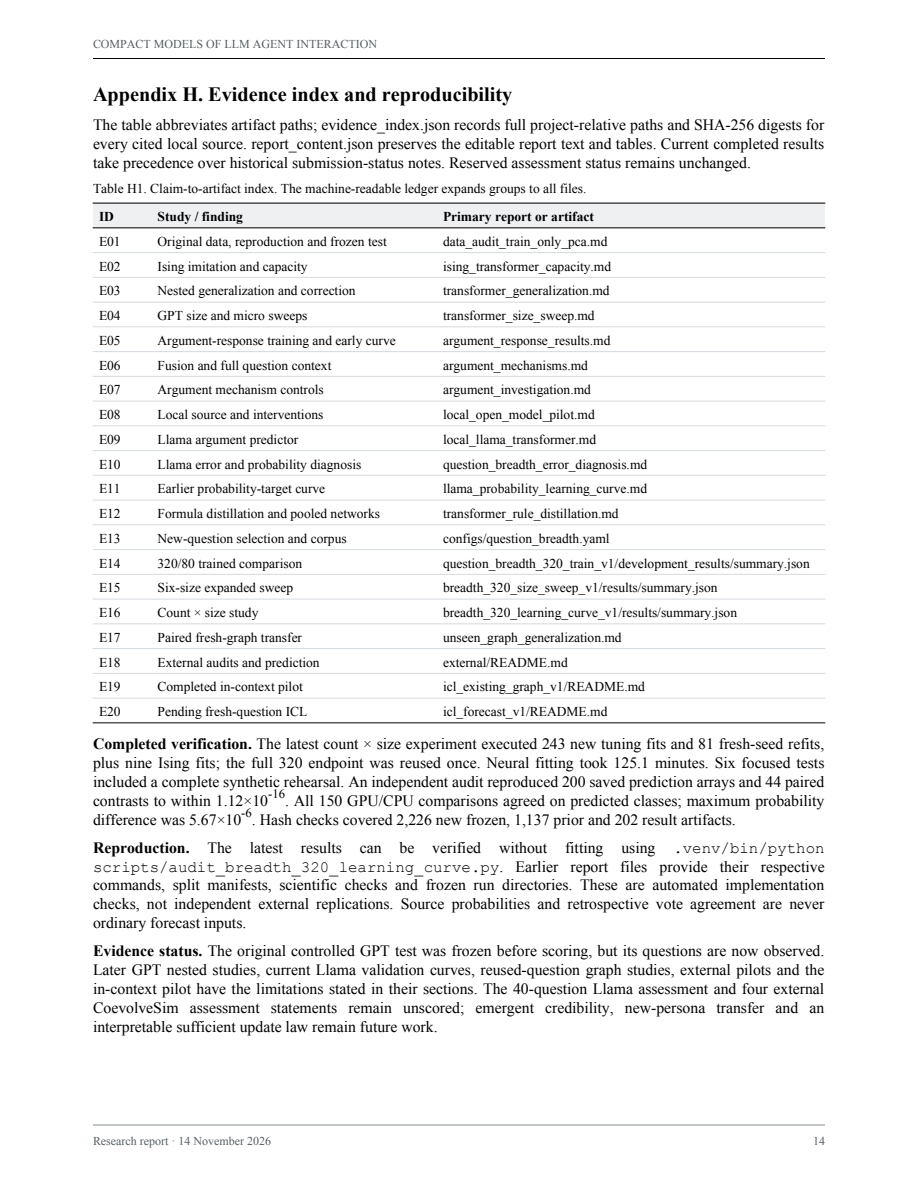 COMPACT MODELS OF LLM AGENT INTERACTION
Appendix H. Evidence index and reproducibility
The table abbreviates artifact paths; evidence_index.json records full project-relative paths and SHA-256 digests for
every cited local source. report_content.json preserves the editable report text and tables. Current completed results
take precedence over historical submission-status notes. Reserved assessment status remains unchanged.
Table H1. Claim-to-artifact index. The machine-readable ledger expands groups to all files.
ID Study / finding Primary report or artifact
E01 Original data, reproduction and frozen test data_audit_train_only_pca.md
E02 Ising imitation and capacity ising_transformer_capacity.md
E03 Nested generalization and correction transformer_generalization.md
E04 GPT size and micro sweeps transformer_size_sweep.md
E05 Argument-response training and early curve argument_response_results.md
E06 Fusion and full question context argument_mechanisms.md
E07 Argument mechanism controls argument_investigation.md
E08 Local source and interventions local_open_model_pilot.md
E09 Llama argument predictor local_llama_transformer.md
E10 Llama error and probability diagnosis question_breadth_error_diagnosis.md
E11 Earlier probability-target curve llama_probability_learning_curve.md
E12 Formula distillation and pooled networks transformer_rule_distillation.md
E13 New-question selection and corpus configs/question_breadth.yaml
E14 320/80 trained comparison question_breadth_320_train_v1/development_results/summary.json
E15 Six-size expanded sweep breadth_320_size_sweep_v1/results/summary.json
E16 Count × size study breadth_320_learning_curve_v1/results/summary.json
E17 Paired fresh-graph transfer unseen_graph_generalization.md
E18 External audits and prediction external/README.md
E19 Completed in-context pilot icl_existing_graph_v1/README.md
E20 Pending fresh-question ICL icl_forecast_v1/README.md
Completed verification. The latest count × size experiment executed 243 new tuning fits and 81 fresh-seed refits,
plus nine Ising fits; the full 320 endpoint was reused once. Neural fitting took 125.1 minutes. Six focused tests
included a complete synthetic rehearsal. An independent audit reproduced 200 saved prediction arrays and 44 paired
contrasts to within 1.12×10-16. All 150 GPU/CPU comparisons agreed on predicted classes; maximum probability
difference was 5.67×10-6. Hash checks covered 2,226 new frozen, 1,137 prior and 202 result artifacts.
Reproduction. The latest results can be verified without fitting using .venv/bin/python
scripts/audit_breadth_320_learning_curve.py. Earlier report files provide their respective
commands, split manifests, scientific checks and frozen run directories. These are automated implementation
checks, not independent external replications. Source probabilities and retrospective vote agreement are never
ordinary forecast inputs.
Evidence status. The original controlled GPT test was frozen before scoring, but its questions are now observed.
Later GPT nested studies, current Llama validation curves, reused-question graph studies, external pilots and the
in-context pilot have the limitations stated in their sections. The 40-question Llama assessment and four external
CoevolveSim assessment statements remain unscored; emergent credibility, new-persona transfer and an
interpretable sufficient update law remain future work.
Research report · 14 November 2026 14